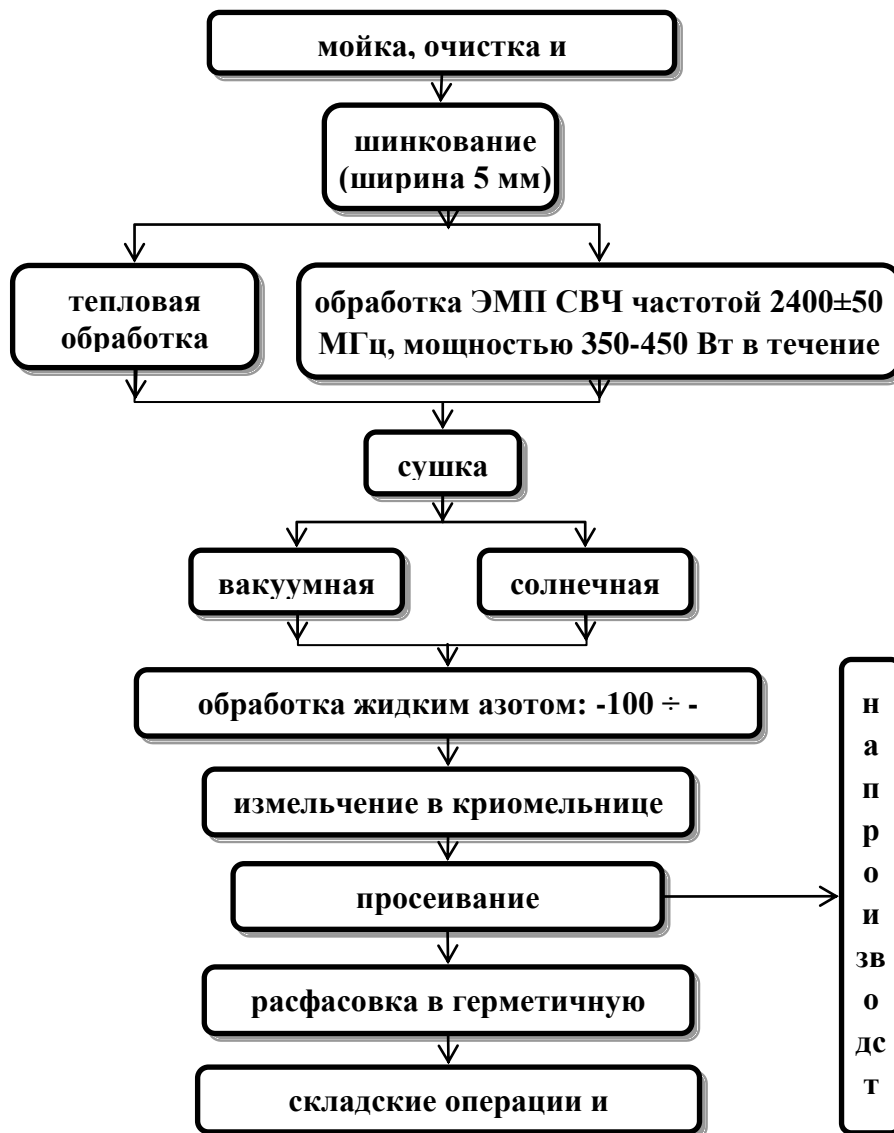 мойка, очистка и
шинкование
(ширина 5 мм)
тепловая
обработка
обработка ЭМП СВЧ частотой 2400±50
МГц, мощностью 350-450 Вт в течение
сушка
вакуумная
солнечная
обработка жидким азотом: -100 ÷ -
измельчение в криомельнице
просеивание
расфасовка в герметичную
складские операции и
н
а
п
р
о
и
зв
о
дс
т